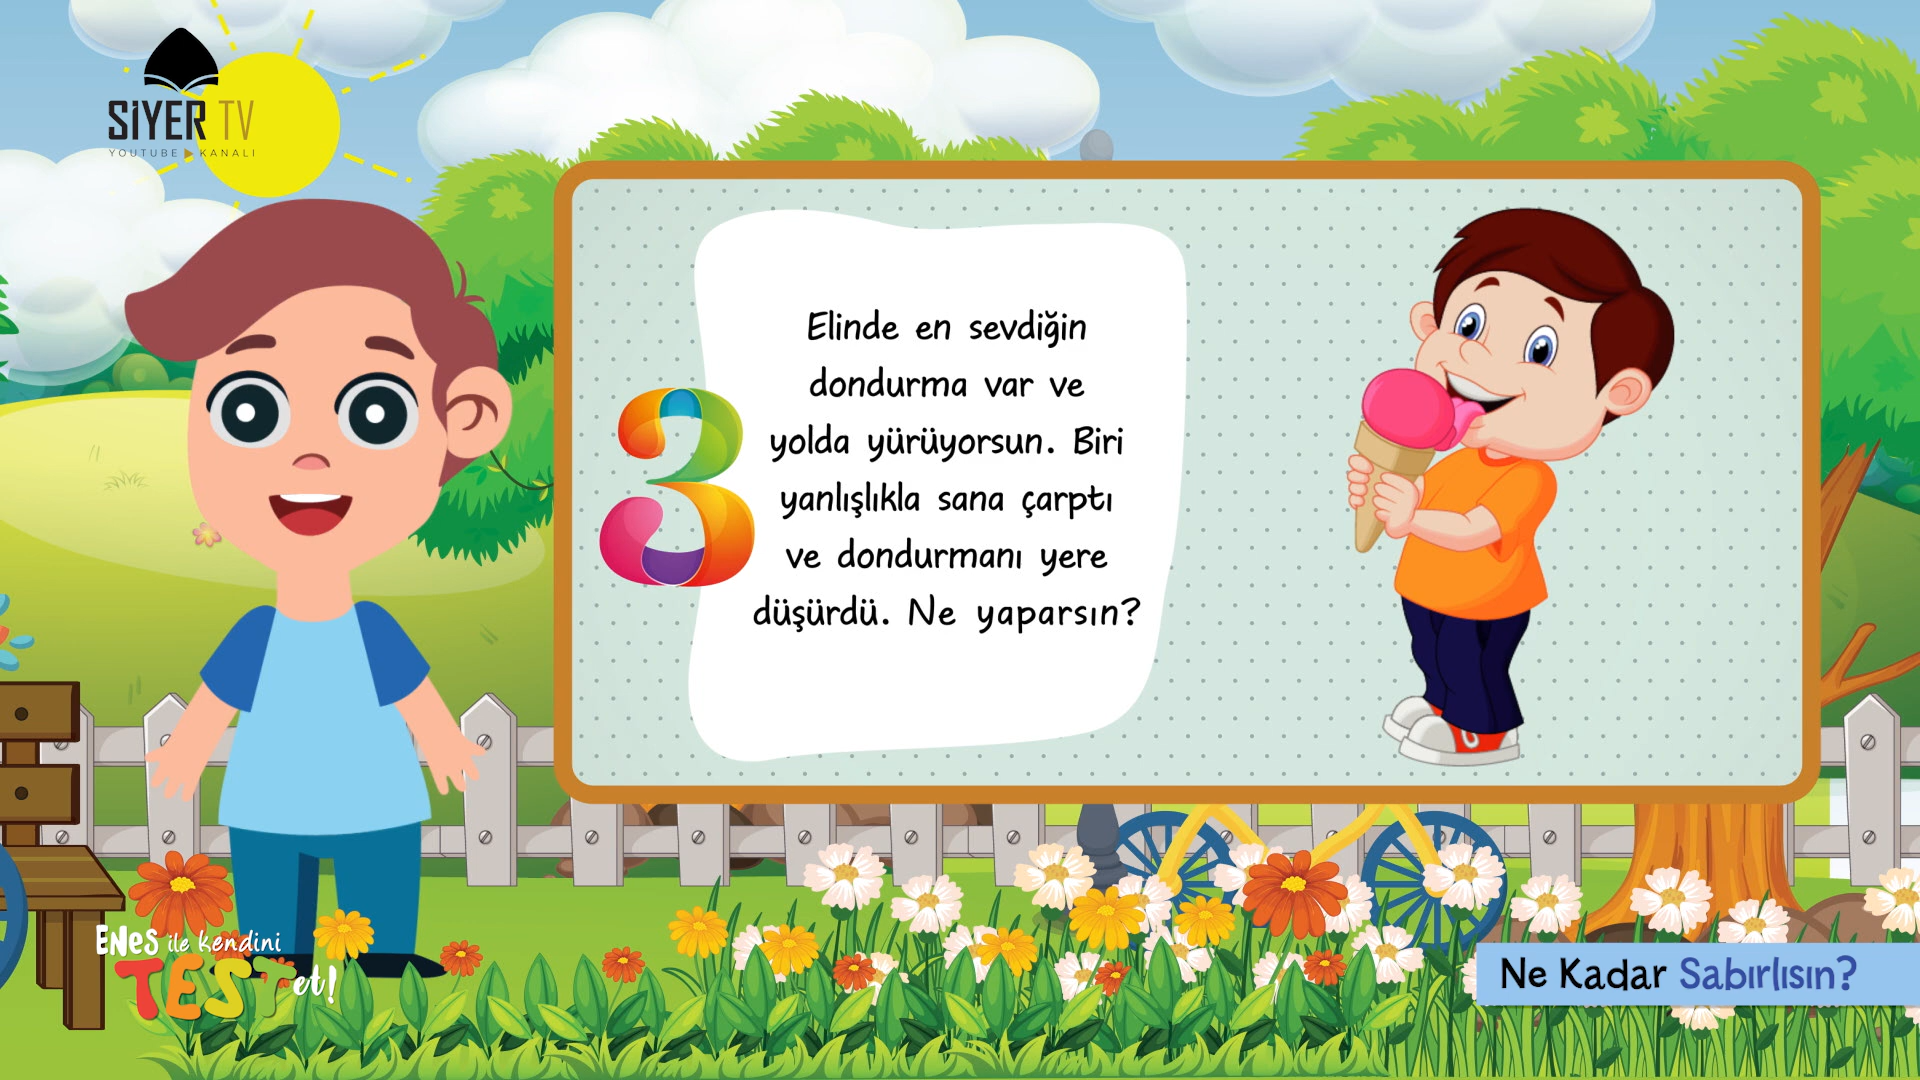 SİYER TV
YOUTUBE KANALI
3
Elinde en sevdiğin
dondurma var ve
yolda yürüyorsun. Biri
yanlışlıkla sana çarptı
ve dondurmanı yere
düşürdü. Ne yaparsın?
ENES ile kendini
TEST et!
Ne Kadar Sabırlısın?